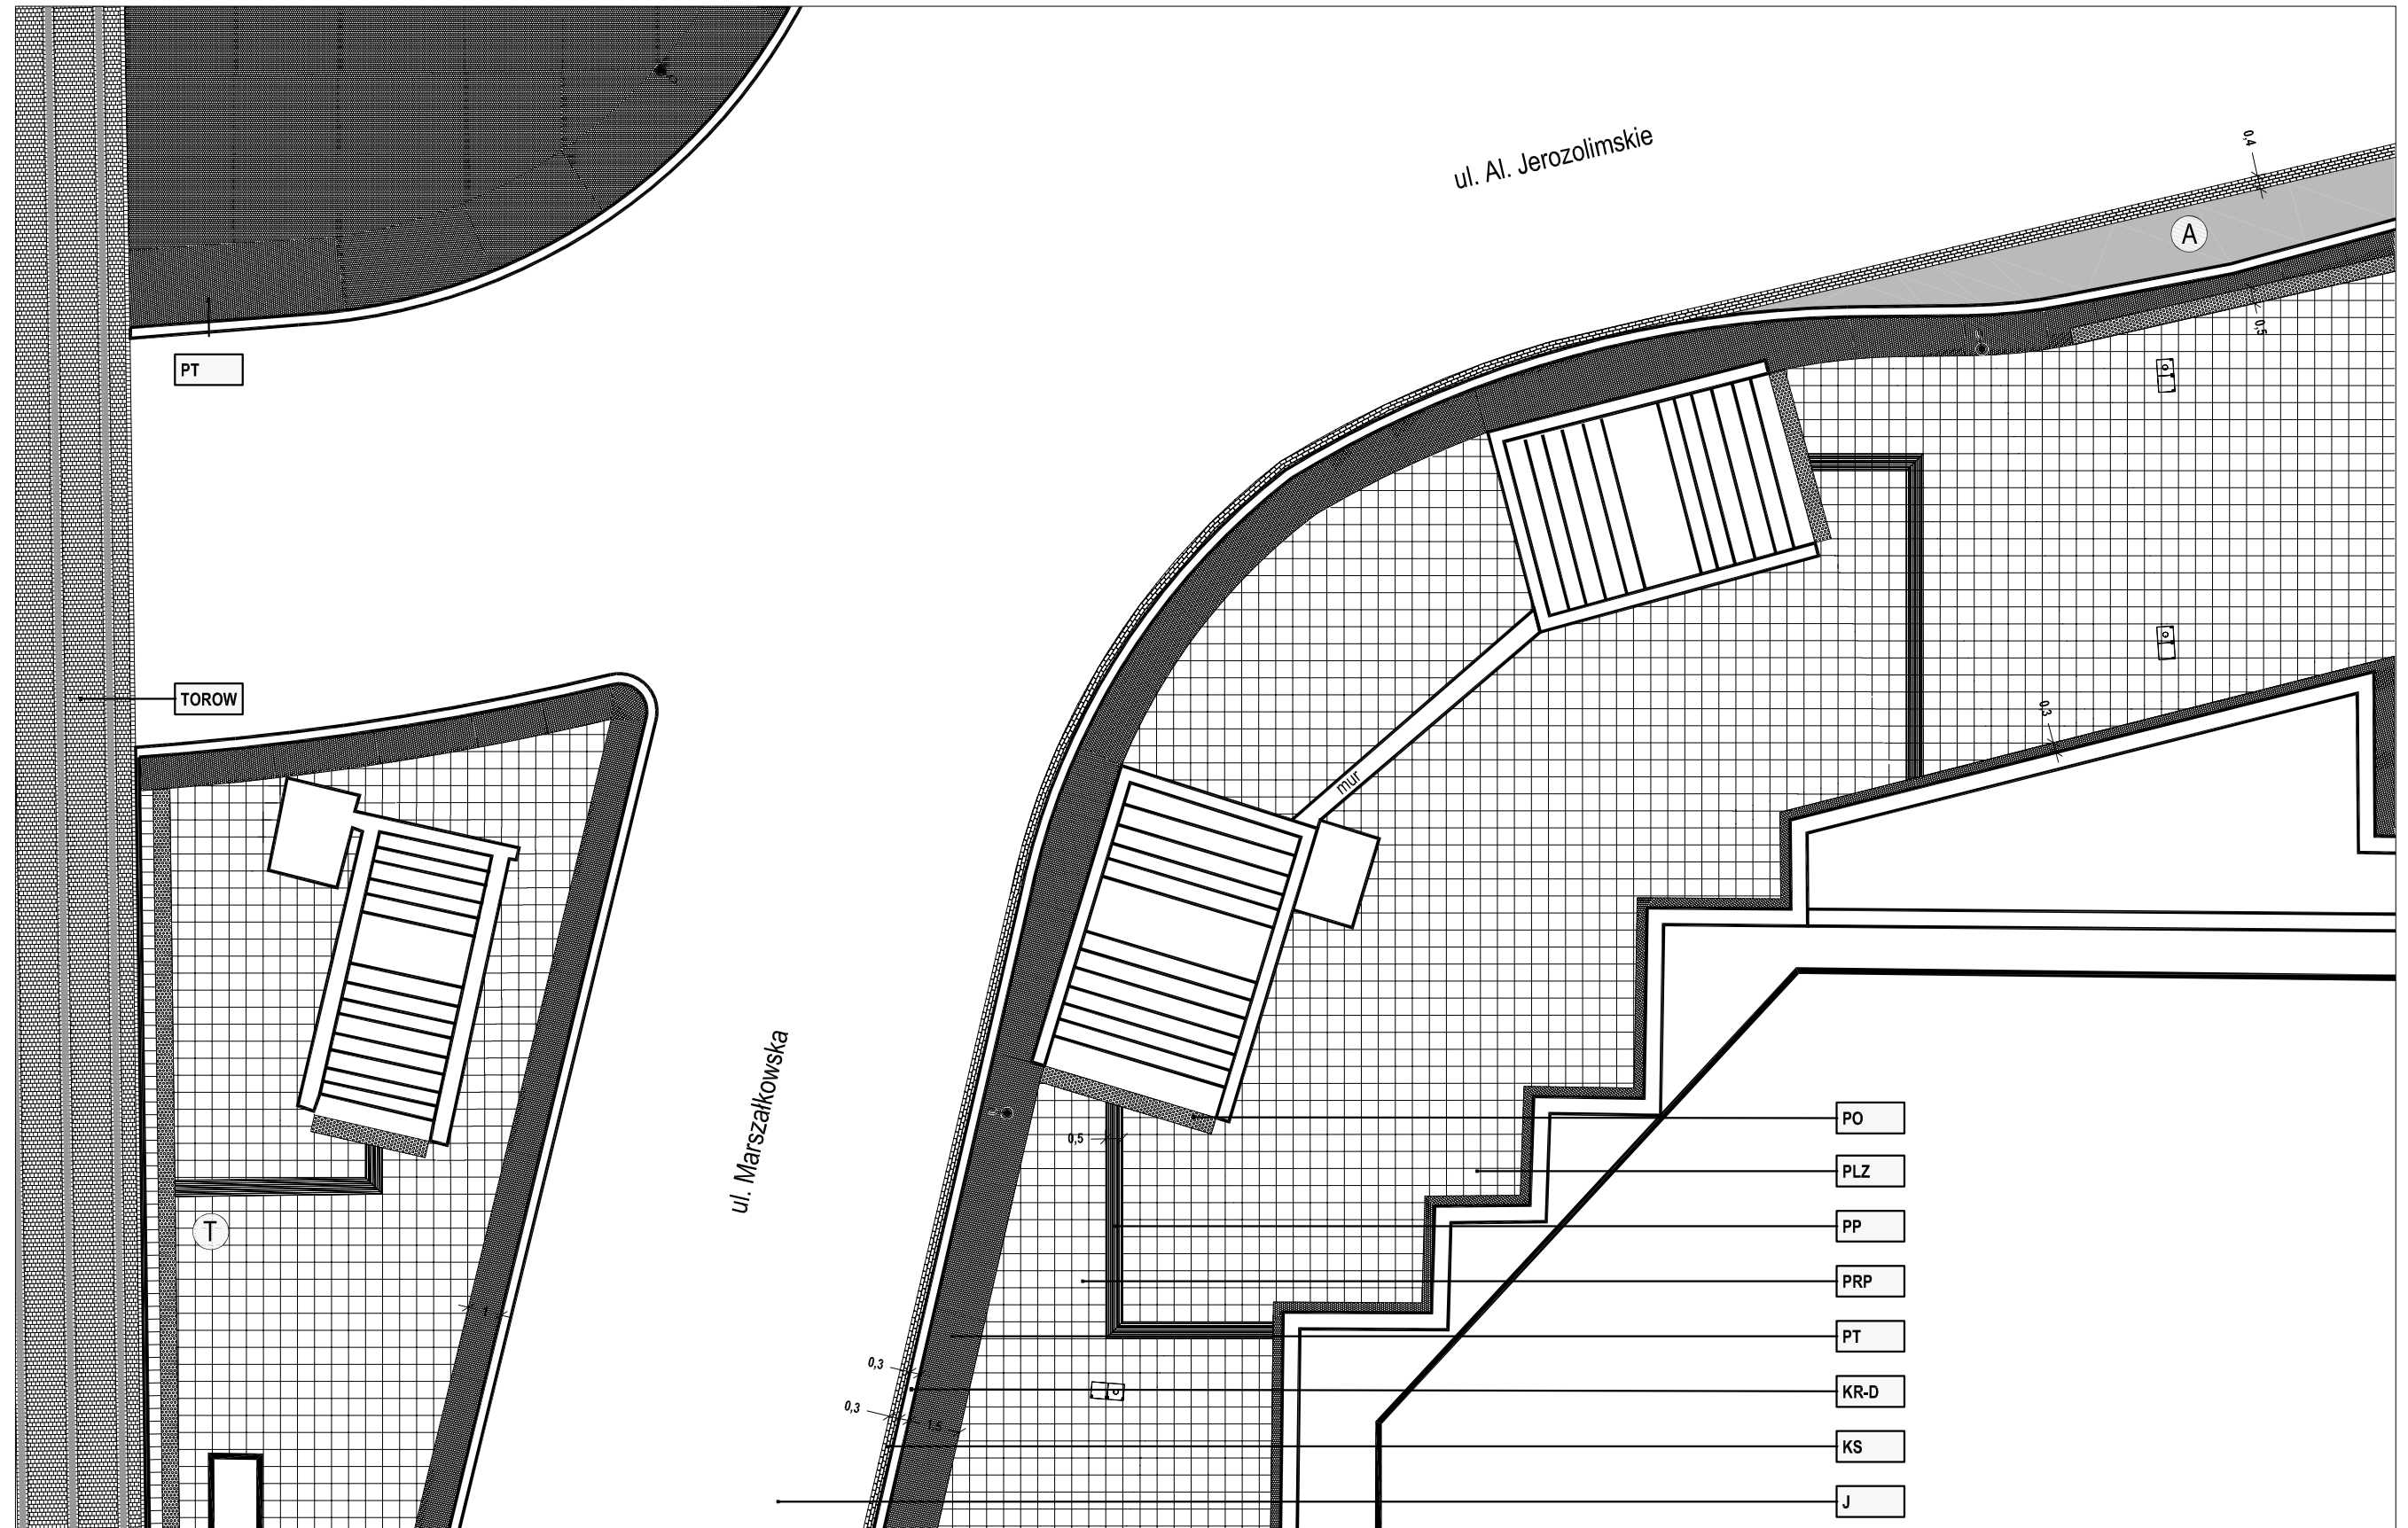 0,4
ul. Al. Jerozolimskie
A
0,5
PT
TOROW
0,3
mur
ul. Marszałkowska
PO
0,5
PLZ
T
PP
PRP
1
PT
0,3
KR-D
0,3
1,5
KS
J